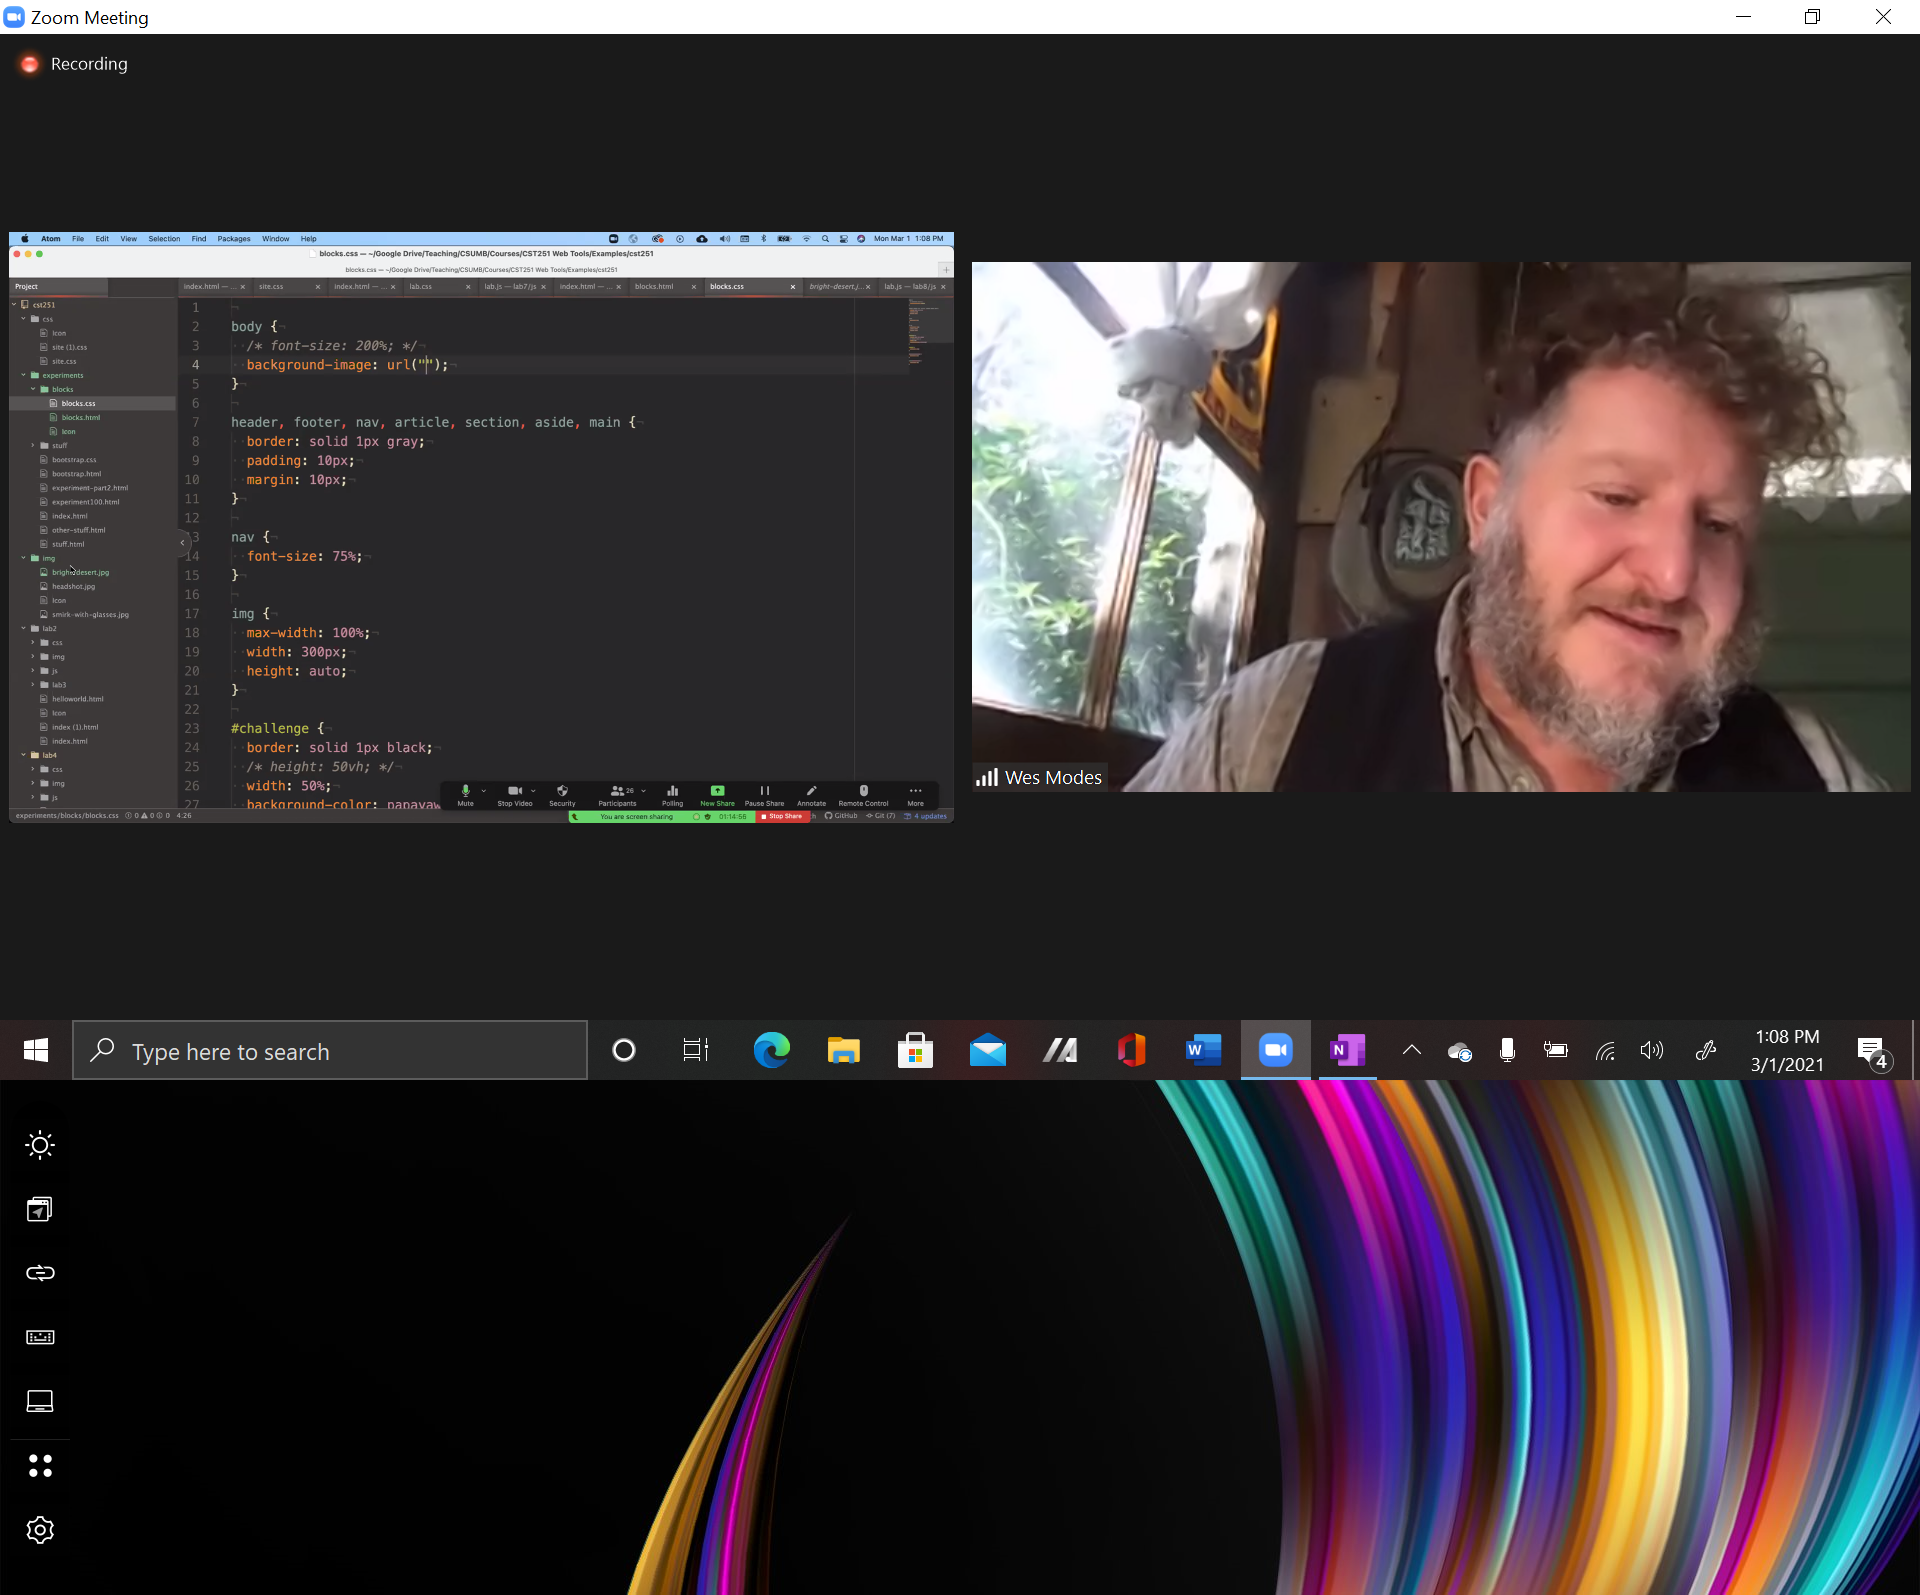 Zoom Meeting
Recording
Atom File Edit View Selection Find Packages Window Help Mon Mar 1 1:08 PM
blocks.css — ~/Google Drive/Teaching/CSUMB/Courses/CST251 Web Tools/Examples/cst251
blocks.css — ~/Google Drive/Teaching/CSUMB/Courses/CST251 Web Tools/Examples/cst251
Project
index.html — ... site.css index.html — ... lab.css lab.js — lab7/js index.html — ... blocks.html blocks.css bright-desert.j... lab.js — lab8/js
cst251
css
Icon
site (1).css
site.css
experiments
blocks
blocks.css
blocks.html
Icon
stuff
bootstrap.css
bootstrap.html
experiment-part2.html
experiment100.html
index.html
other-stuff.html
stuff.html
img
bright-desert.jpg
headshot.jpg
Icon
smirk-with-glasses.jpg
lab2
css
img
js
lab3
helloworld.html
Icon
index (1).html
index.html
lab4
css
img
js
1
2 body {
3 /* font-size: 200%; */
4 background-image: url("");
5 }
6
7 header, footer, nav, article, section, aside, main {
8 border: solid 1px gray;
9 padding: 10px;
10 margin: 10px;
11 }
12
13 nav {
14 font-size: 75%;
15 }
16
17 img {
18 max-width: 100%;
19 width: 300px;
20 height: auto;
21 }
22
23 #challenge {
24 border: solid 1px black;
25 /* height: 50vh; */
26 width: 50%;
27 background-color: papayaw
Mute Stop Video Security Participants 26 Polling New Share Pause Share Annotate Remote Control More
experiments/blocks/blocks.css 0 0 0 4:26 You are screen sharing 01:14:56 Stop Share h GitHub Git (7) 4 updates
Wes Modes
Type here to search
1:08 PM
3/1/2021
4